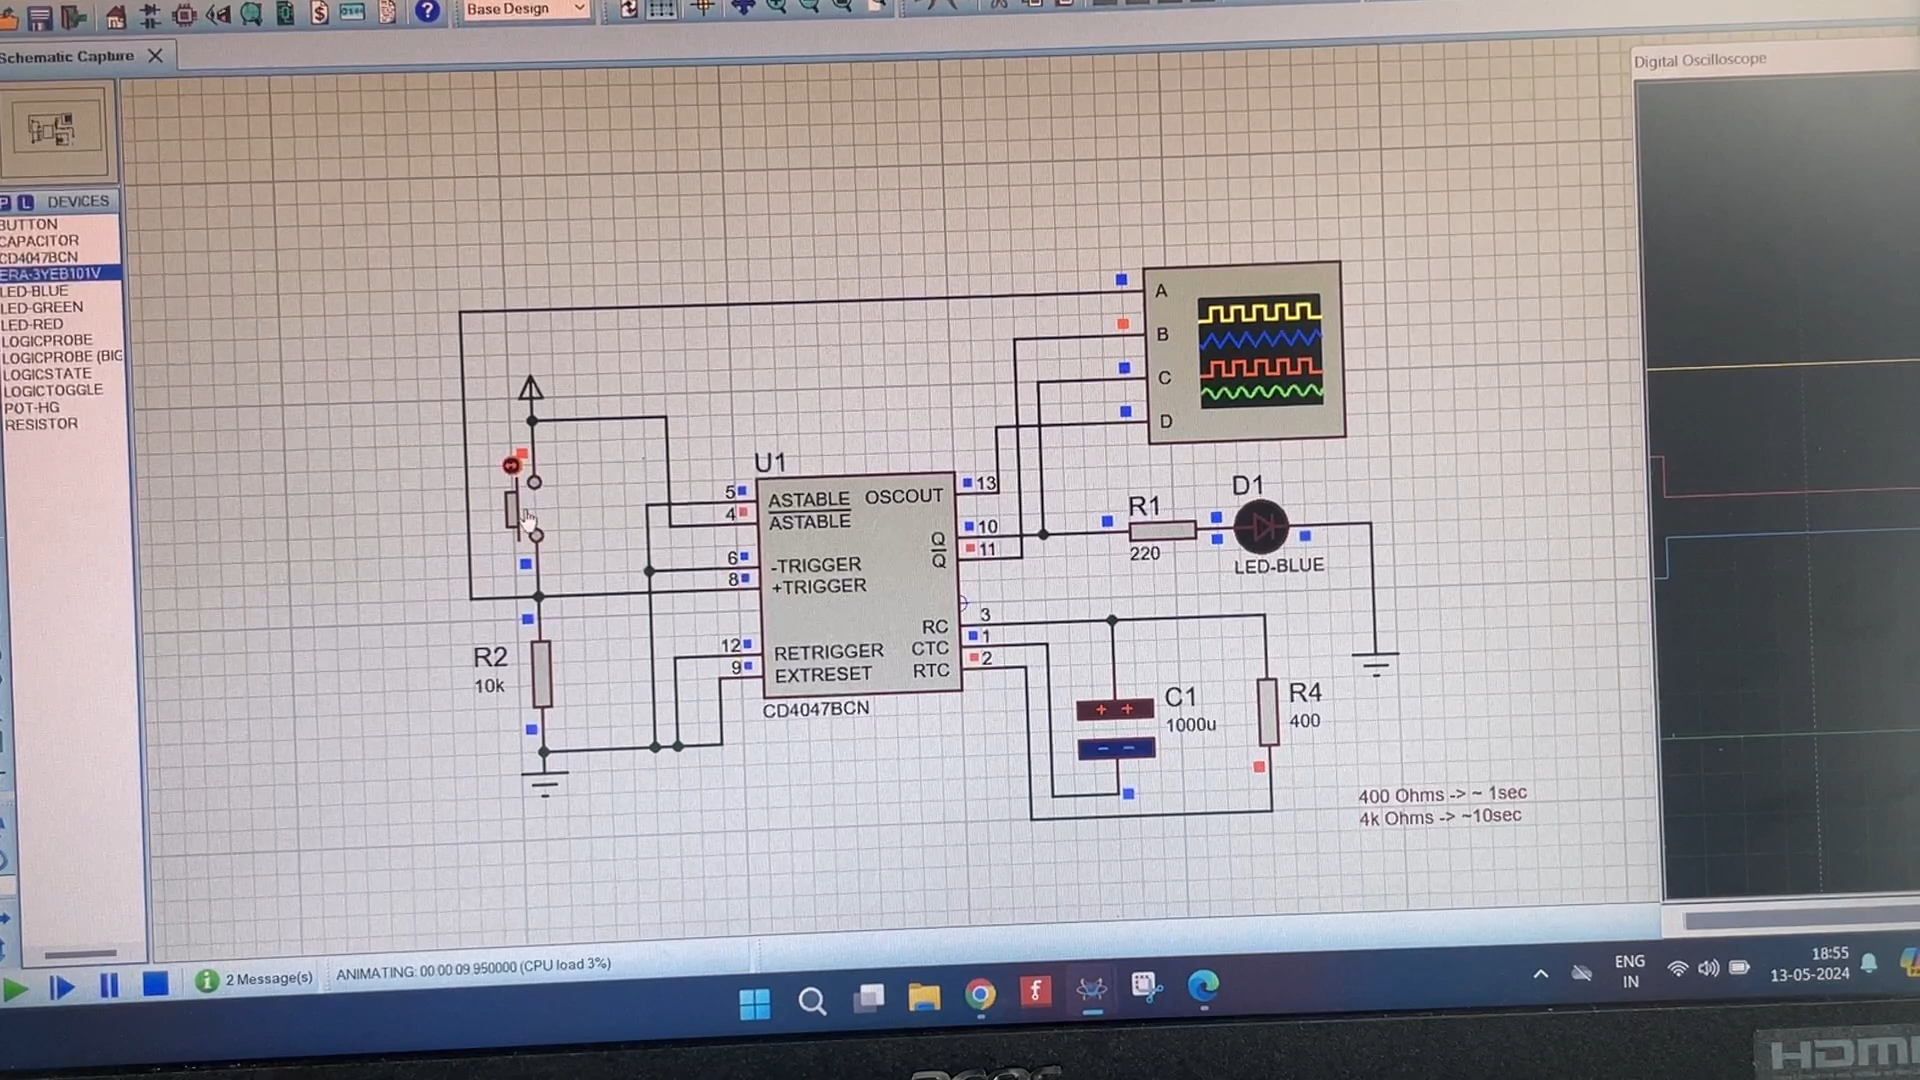 Base Design
Schematic Capture
Digital Oscilloscope
P L DEVICES
BUTTON
CAPACITOR
CD4047BCN
ERA-3YEB101V
LED-BLUE
LED-GREEN
LED-RED
LOGICPROBE
LOGICPROBE (BIG
LOGICSTATE
LOGICTOGGLE
POT-HG
RESISTOR
A
B
C
D
U1
5 ASTABLE OSCOUT 13
4 ASTABLE
6 -TRIGGER Q 10
8 +TRIGGER Q 11
RC 3
12 RETRIGGER CTC 1
9 EXTRESET RTC 2
CD4047BCN
R1
220
D1
LED-BLUE
R2
10k
C1
1000u
R4
400
400 Ohms -> ~ 1sec
4k Ohms -> ~10sec
2 Message(s)
ANIMATING: 00:00:09.950000 (CPU load 3%)
ENG
IN
18:55
13-05-2024
acer
HDMI